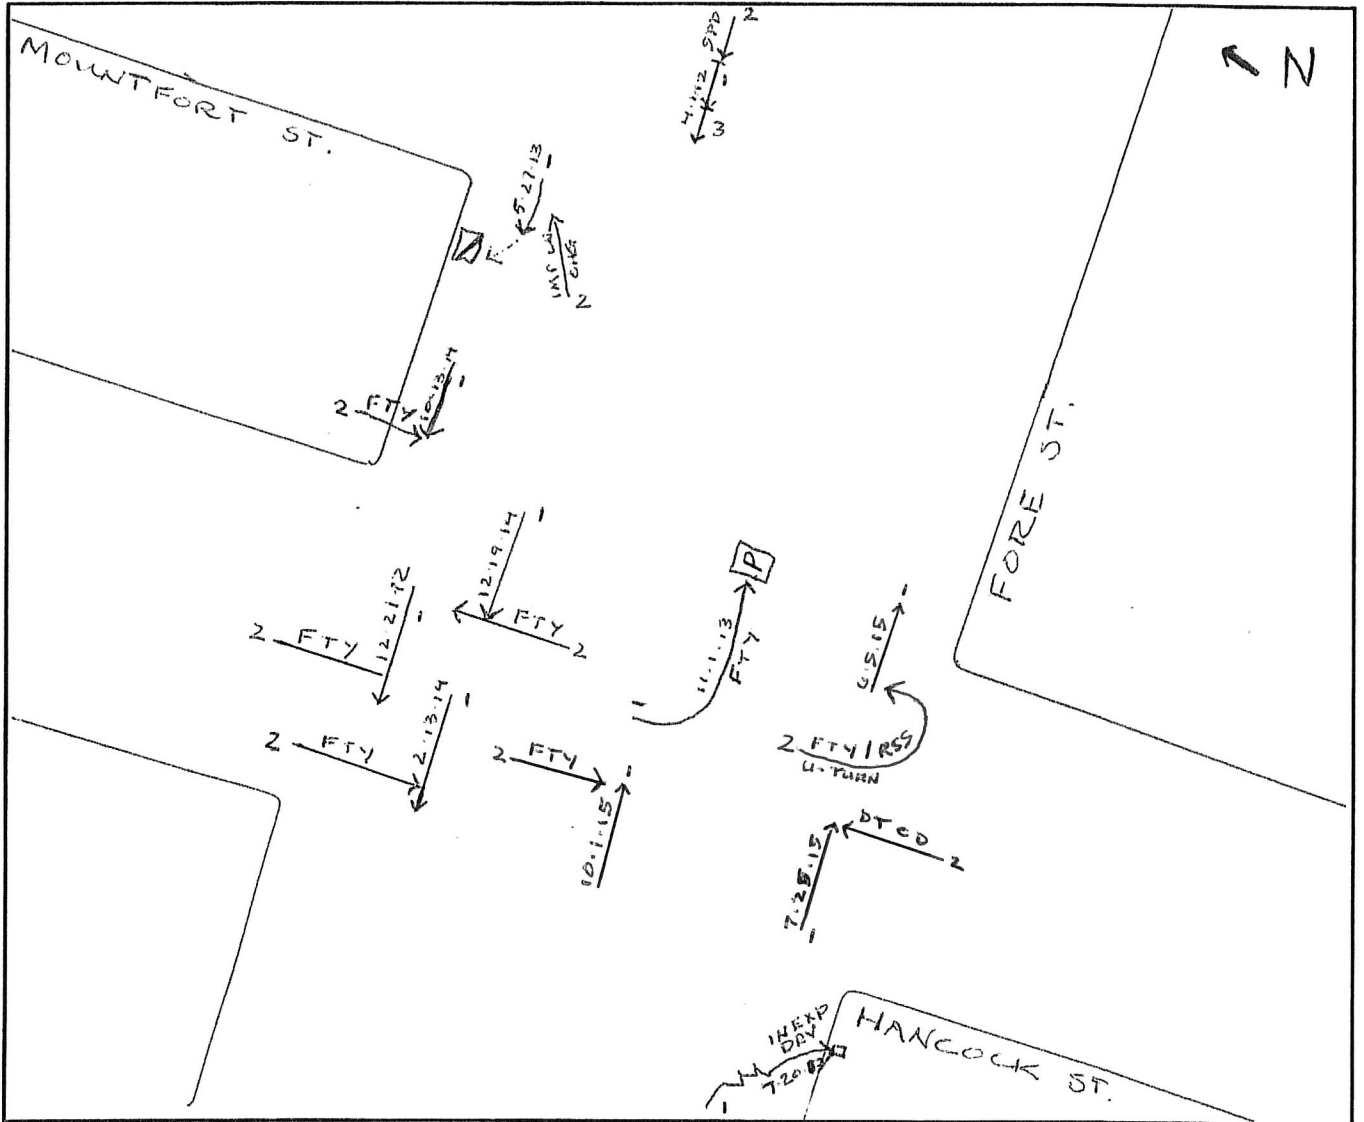 MOUNTFORT ST.
N
2
SPD
1
3
5.27.13
1
IMP LN
CHG
2
2 FTY
10.13.14
1
FORE ST.
12.19.14
1
FTY
2
12.21.12
1
2 FTY
2.13.14
1
2 FTY
P
11.1.13
FTY
1
2 FTY
10.1.15
1
5.15
1
2 FTY / RSS
U-TURN
7.25.15
1
DTCD
2
INEXP
DRV
7.20.13
1
HANCOCK ST.